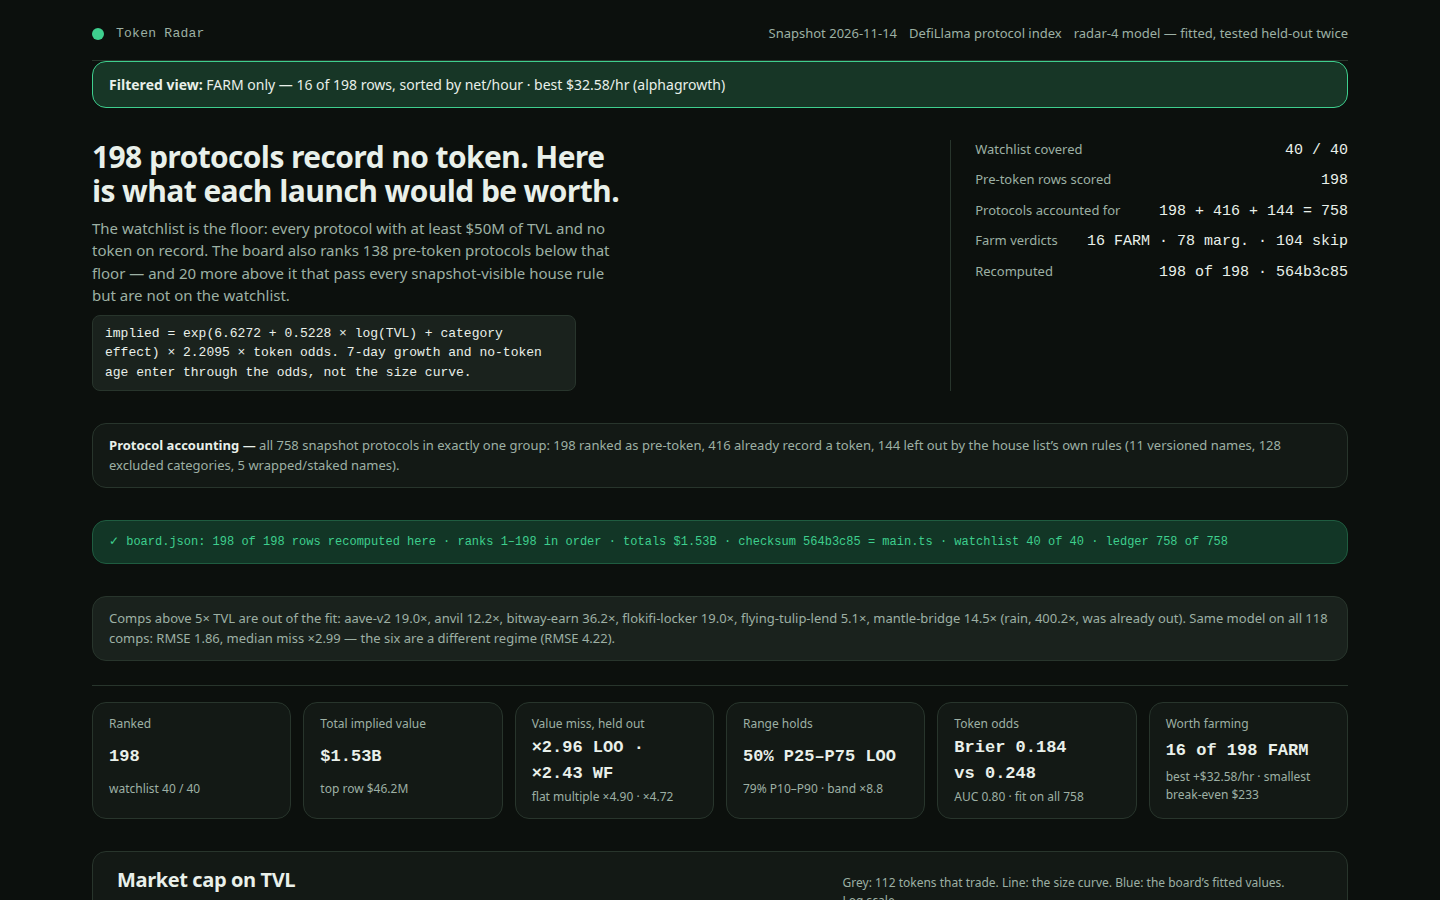 Token Radar
Snapshot 2026-11-14 DefiLlama protocol index radar-4 model — fitted, tested held-out twice
Filtered view: FARM only — 16 of 198 rows, sorted by net/hour · best $32.58/hr (alphagrowth)
198 protocols record no token. Here
is what each launch would be worth.
The watchlist is the floor: every protocol with at least $50M of TVL and no
token on record. The board also ranks 138 pre-token protocols below that
floor — and 20 more above it that pass every snapshot-visible house rule
but are not on the watchlist.
implied = exp(6.6272 + 0.5228 × log(TVL) + category
effect) × 2.2095 × token odds. 7-day growth and no-token
age enter through the odds, not the size curve.
Watchlist covered 40 / 40
Pre-token rows scored 198
Protocols accounted for 198 + 416 + 144 = 758
Farm verdicts 16 FARM · 78 marg. · 104 skip
Recomputed 198 of 198 · 564b3c85
Protocol accounting — all 758 snapshot protocols in exactly one group: 198 ranked as pre-token, 416 already record a token, 144 left out by the house list's own rules (11 versioned names, 128
excluded categories, 5 wrapped/staked names).
✓ board.json: 198 of 198 rows recomputed here · ranks 1–198 in order · totals $1.53B · checksum 564b3c85 = main.ts · watchlist 40 of 40 · ledger 758 of 758
Comps above 5× TVL are out of the fit: aave-v2 19.0×, anvil 12.2×, bitway-earn 36.2×, flokifi-locker 19.0×, flying-tulip-lend 5.1×, mantle-bridge 14.5× (rain, 400.2×, was already out). Same model on all 118
comps: RMSE 1.86, median miss ×2.99 — the six are a different regime (RMSE 4.22).
Ranked
198
watchlist 40 / 40
Total implied value
$1.53B
top row $46.2M
Value miss, held out
×2.96 LOO ·
×2.43 WF
flat multiple ×4.90 · ×4.72
Range holds
50% P25–P75 LOO
79% P10–P90 · band ×8.8
Token odds
Brier 0.184
vs 0.248
AUC 0.80 · fit on all 758
Worth farming
16 of 198 FARM
best +$32.58/hr · smallest
break-even $233
Market cap on TVL
Grey: 112 tokens that trade. Line: the size curve. Blue: the board's fitted values.
Log scale